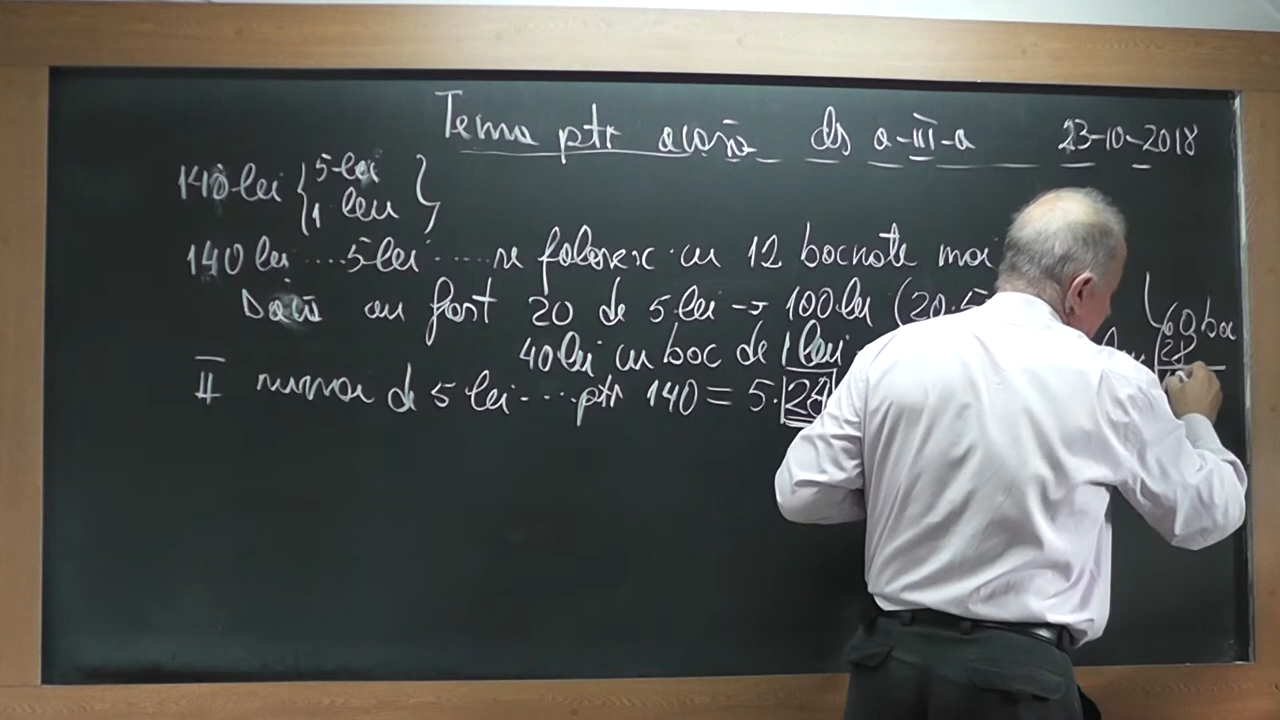 Tema ptr acasă cls a-III-a 23-10-2018
140 lei { 5 lei
1 leu }
140 lei .... 5 lei ..... se folosesc cu 12 bacnote mai
Dacă au fost 20 de 5 lei → 100 lei (20·5
40 lei cu bac de 1 leu
60 bac
28
II numai de 5 lei .... ptr 140 = 5·28